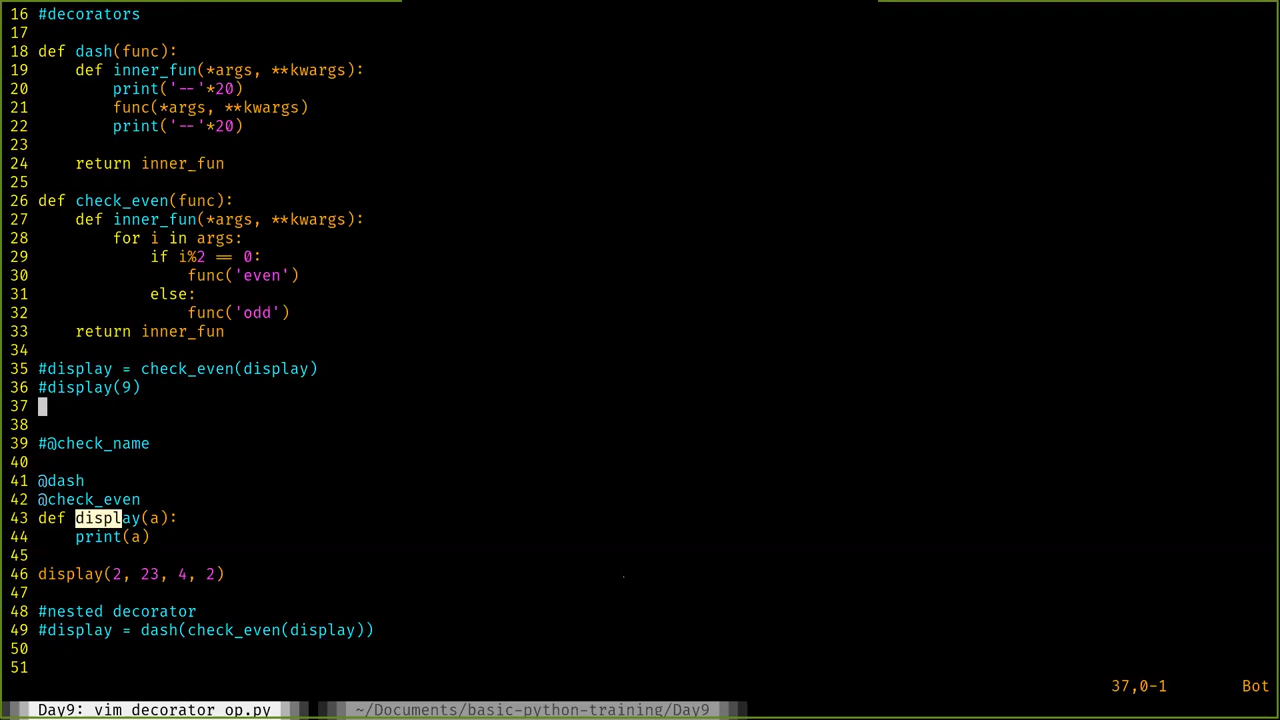 16 #decorators
17
18 def dash(func):
19     def inner_fun(*args, **kwargs):
20         print('--'*20)
21         func(*args, **kwargs)
22         print('--'*20)
23
24     return inner_fun
25
26 def check_even(func):
27     def inner_fun(*args, **kwargs):
28         for i in args:
29             if i%2 == 0:
30                 func('even')
31             else:
32                 func('odd')
33     return inner_fun
34
35 #display = check_even(display)
36 #display(9)
37
38
39 #@check_name
40
41 @dash
42 @check_even
43 def display(a):
44     print(a)
45
46 display(2, 23, 4, 2)
47
48 #nested decorator
49 #display = dash(check_even(display))
50
51
37,0-1 Bot
Day9: vim decorator_op.py ~/Documents/basic-python-training/Day9